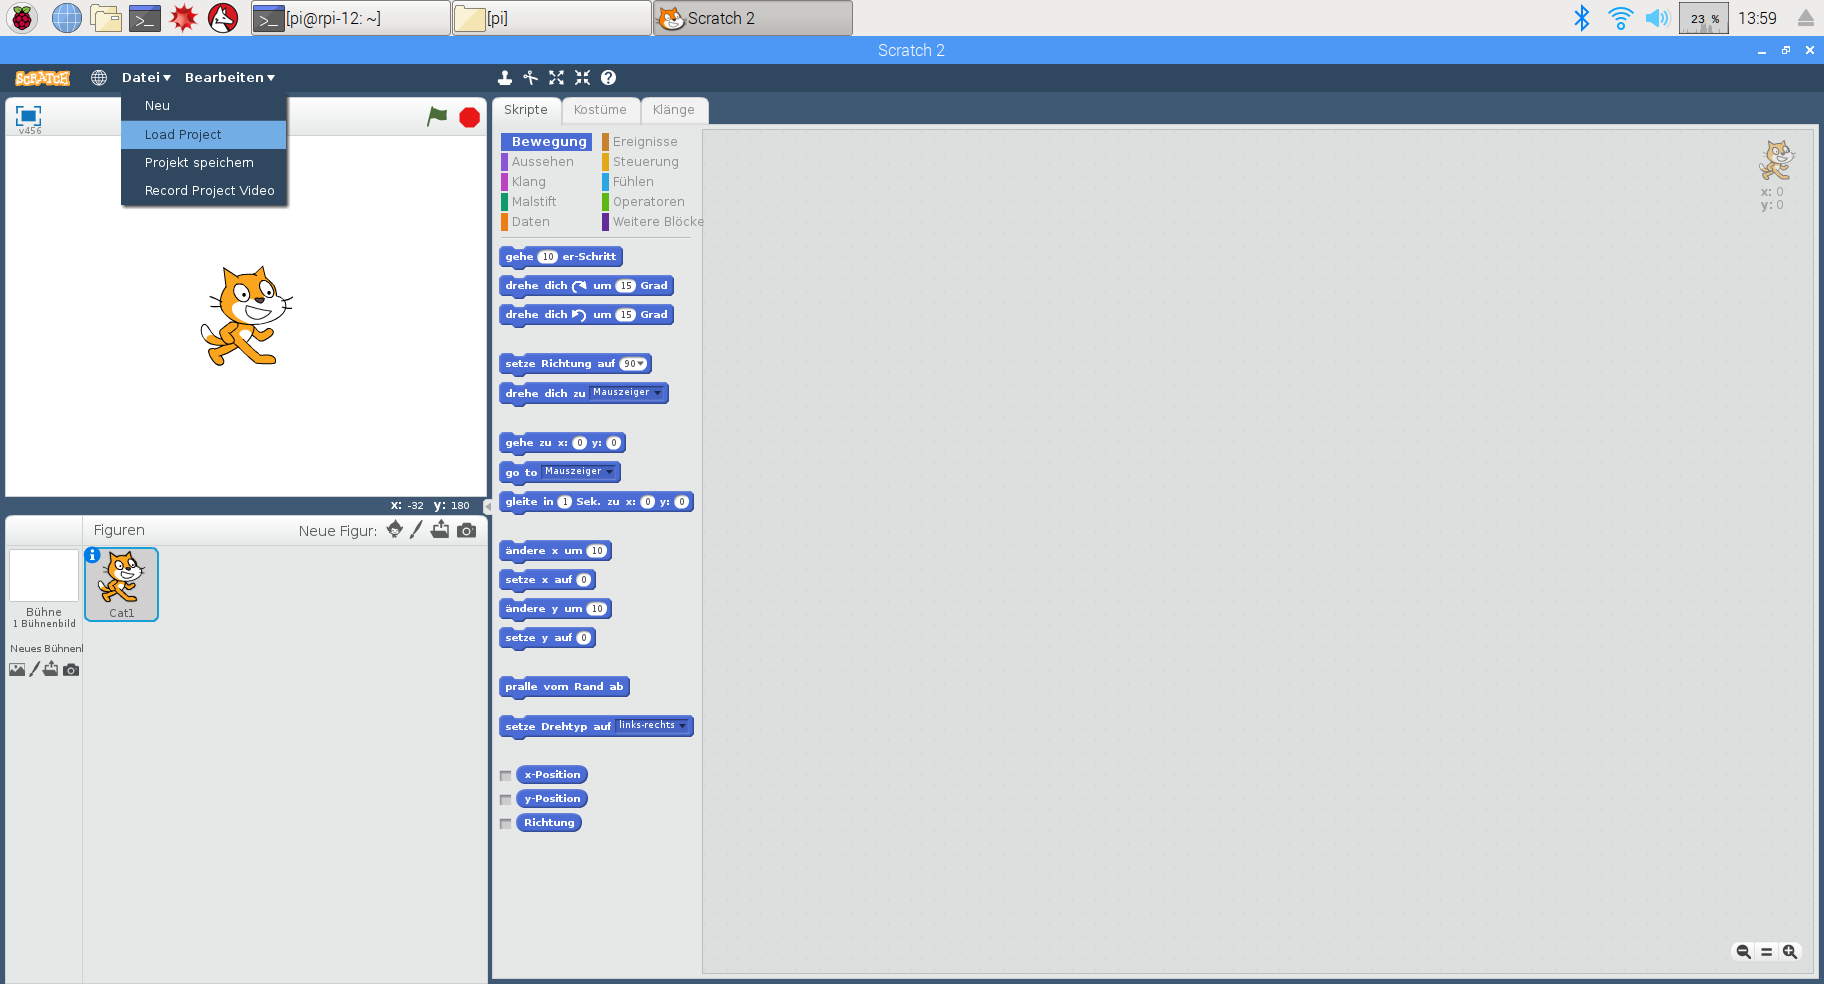 [pi@rpi-12: ~] [pi] Scratch 2 23 % 13:59
Scratch 2
SCRATCH Datei Bearbeiten
Neu
Load Project
Projekt speichern
Record Project Video
v456
Skripte Kostüme Klänge
Bewegung Ereignisse
Aussehen Steuerung
Klang Fühlen
Malstift Operatoren
Daten Weitere Blöcke
x: 0
y: 0
gehe 10 er-Schritt
drehe dich um 15 Grad
drehe dich um 15 Grad
setze Richtung auf 90
drehe dich zu Mauszeiger
gehe zu x: 0 y: 0
go to Mauszeiger
gleite in 1 Sek. zu x: 0 y: 0
ändere x um 10
setze x auf 0
ändere y um 10
setze y auf 0
pralle vom Rand ab
setze Drehtyp auf links-rechts
x-Position
y-Position
Richtung
x: -32 y: 180
Figuren Neue Figur:
Cat1
Bühne
1 Bühnenbild
Neues Bühnenl